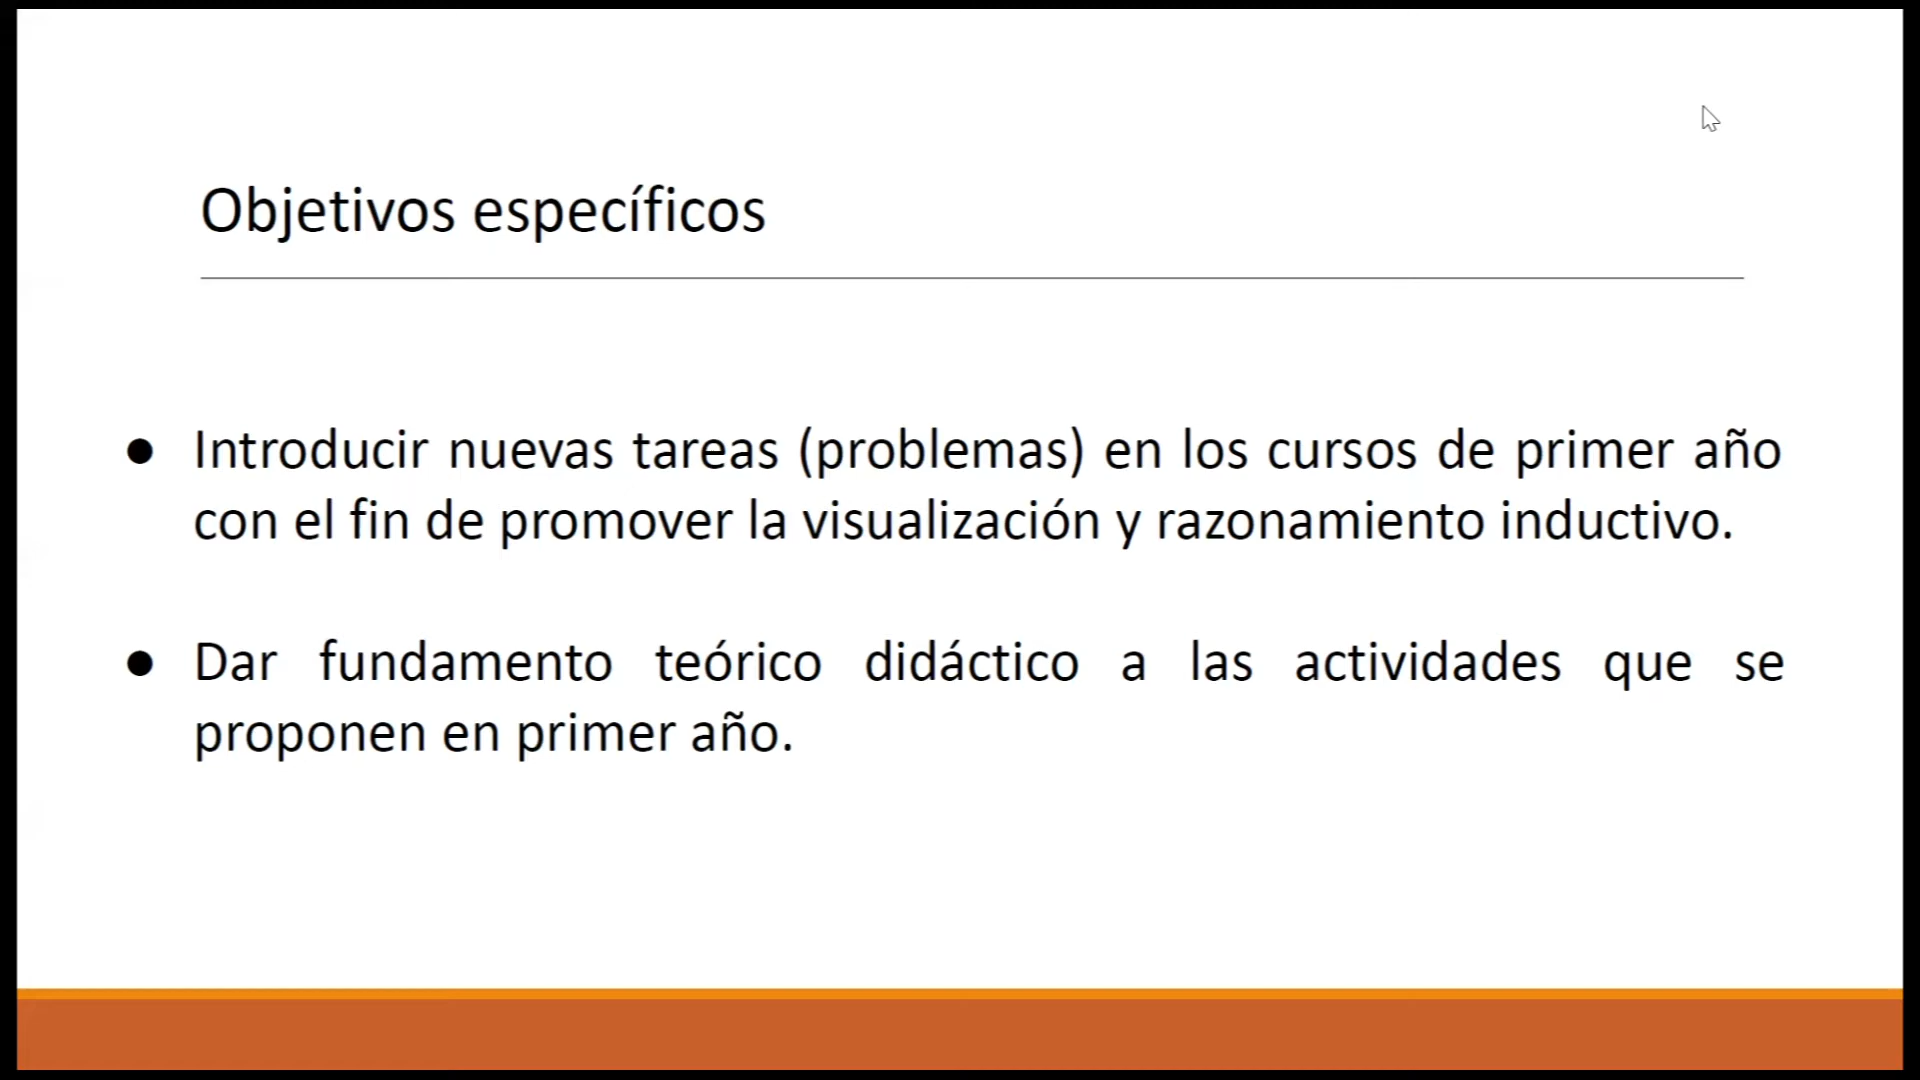 Objetivos específicos
● Introducir nuevas tareas (problemas) en los cursos de primer año
con el fin de promover la visualización y razonamiento inductivo.
● Dar fundamento teórico didáctico a las actividades que se
proponen en primer año.